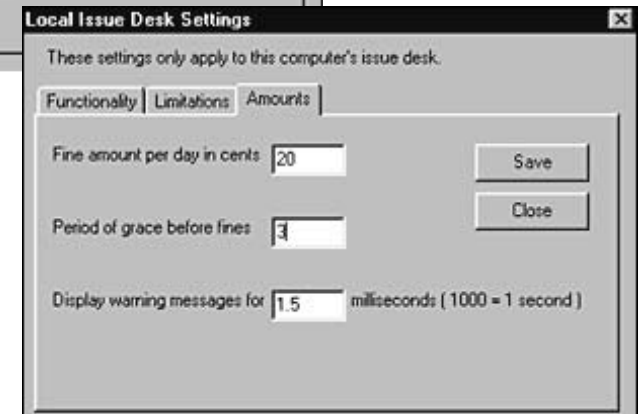 Local Issue Desk Settings
These settings only apply to this computer's issue desk.
Functionality Limitations Amounts
Fine amount per day in cents 20 Save
Close
Period of grace before fines 3
Display warning messages for 1.5 milliseconds ( 1000 = 1 second )